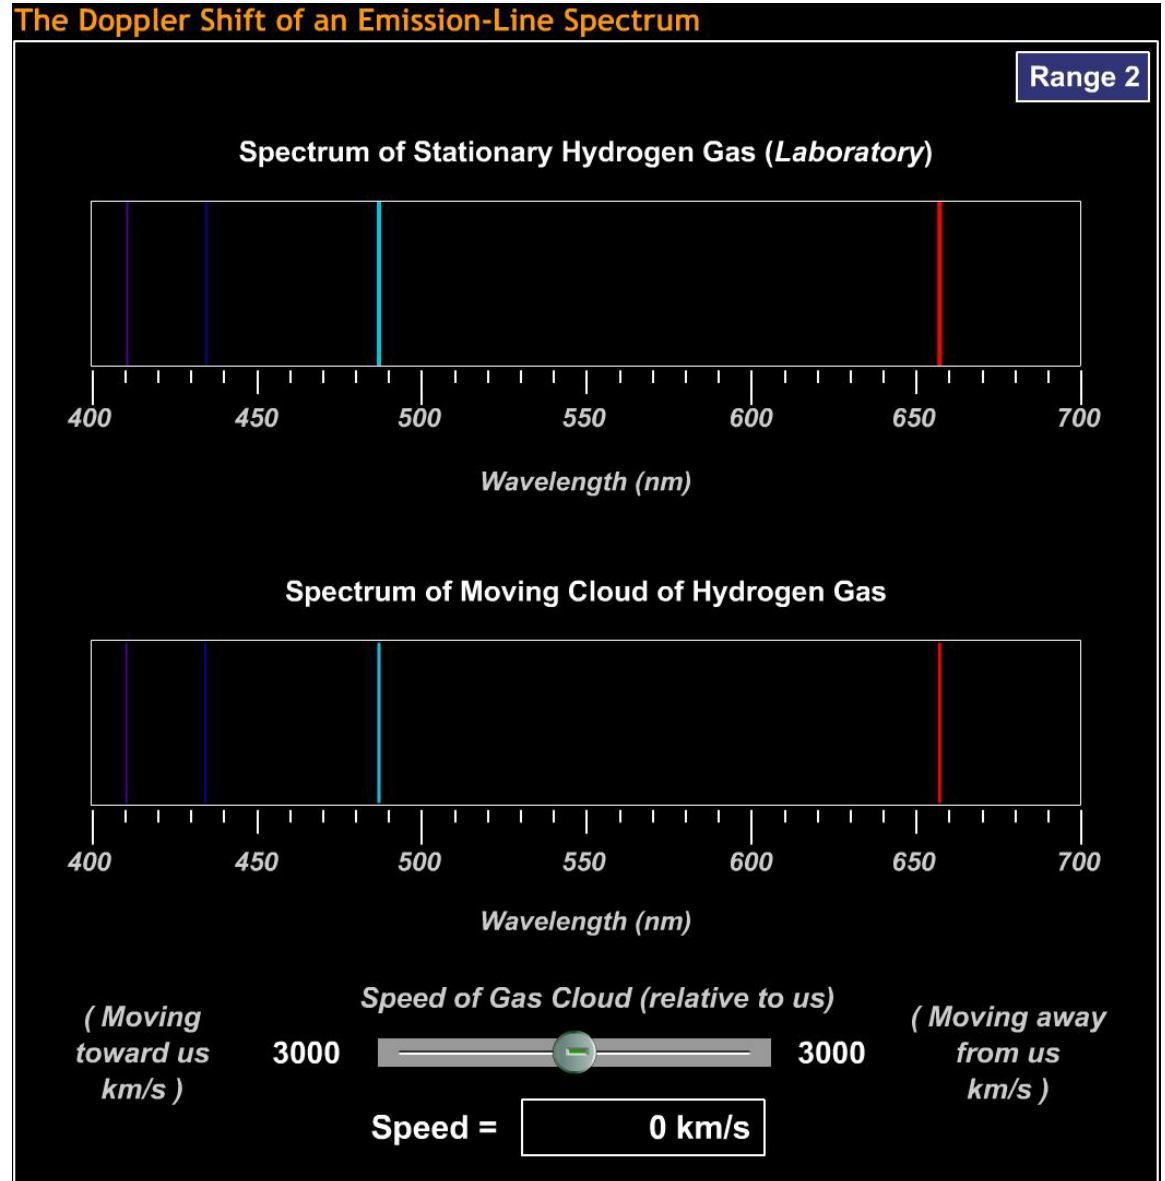 The Doppler Shift of an Emission-Line Spectrum
Range 2
Spectrum of Stationary Hydrogen Gas (Laboratory)
400 450 500 550 600 650 700
Wavelength (nm)
Spectrum of Moving Cloud of Hydrogen Gas
400 450 500 550 600 650 700
Wavelength (nm)
Speed of Gas Cloud (relative to us)
( Moving
toward us
km/s )
3000
3000
( Moving away
from us
km/s )
Speed = 0 km/s